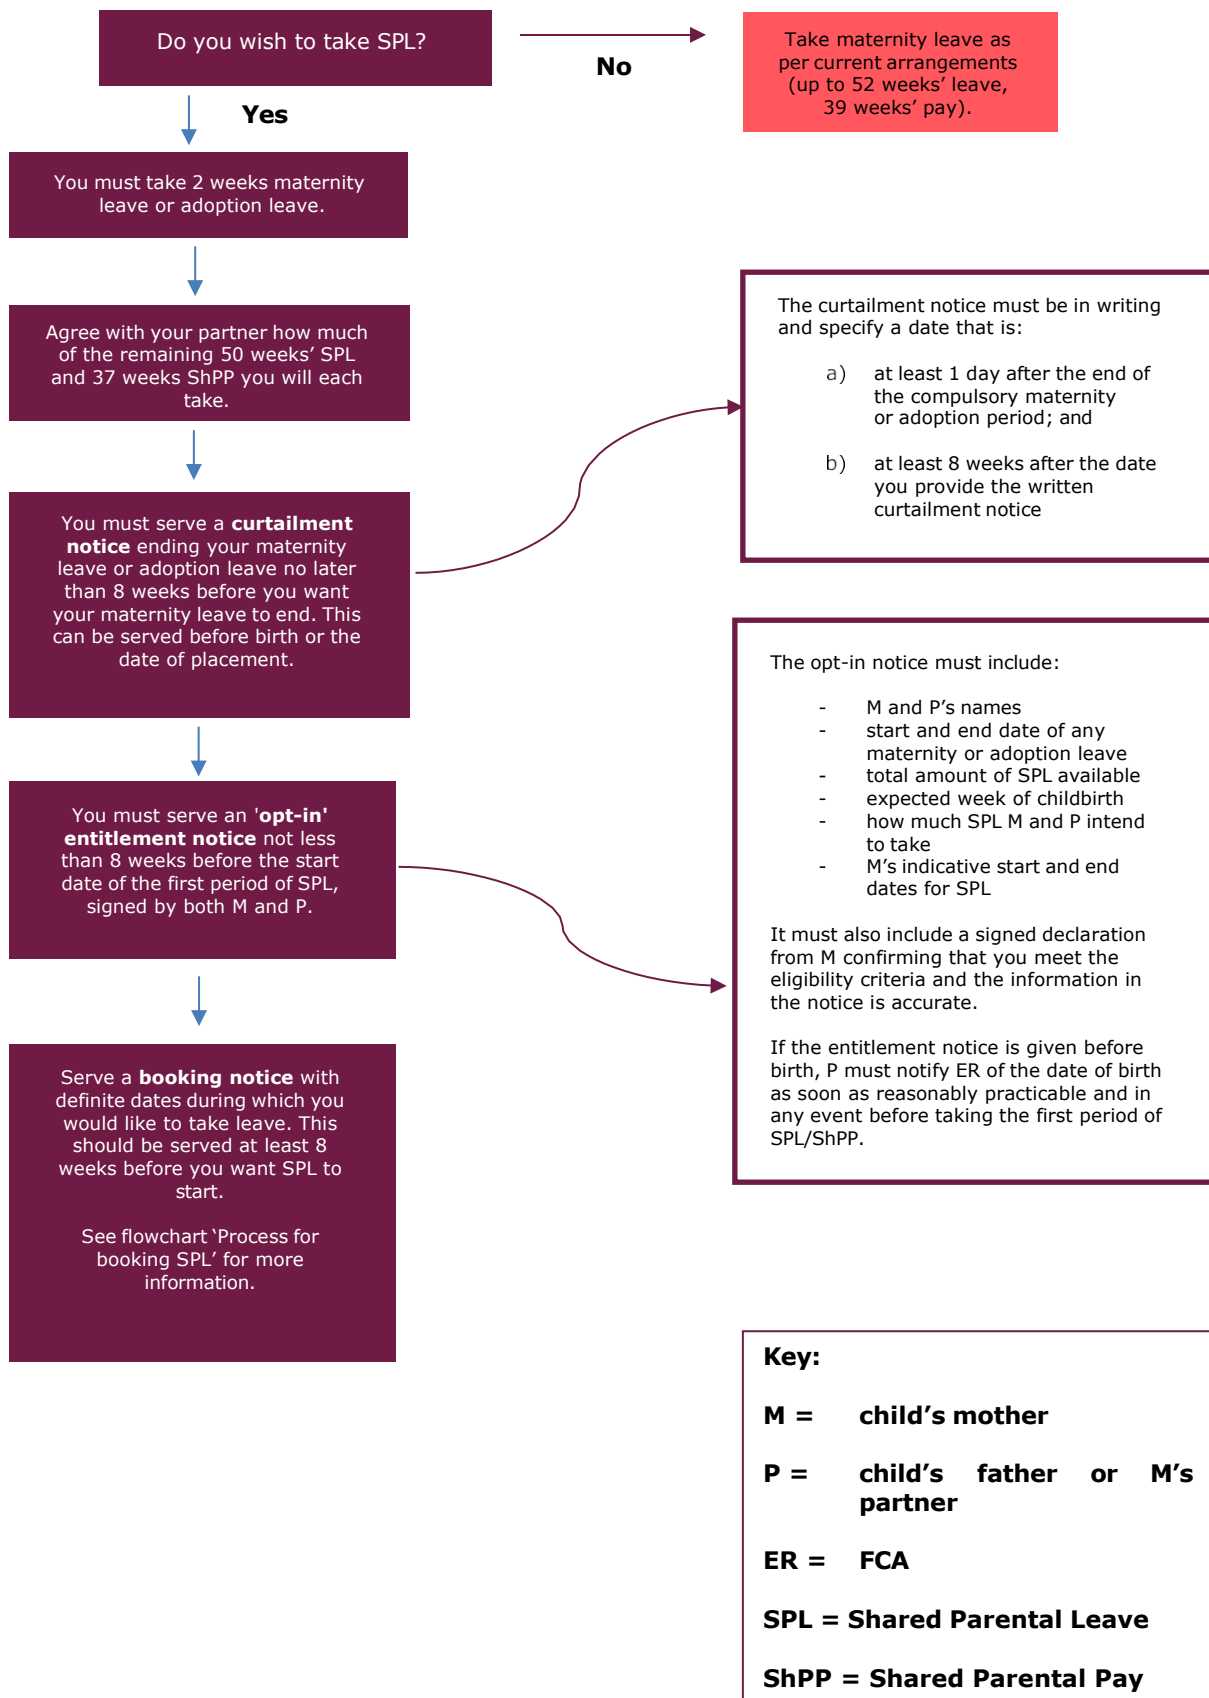 Do you wish to take SPL?
No
Take maternity leave as
per current arrangements
(up to 52 weeks’ leave,
39 weeks’ pay).
Yes
You must take 2 weeks maternity
leave or adoption leave.
Agree with your partner how much
of the remaining 50 weeks’ SPL
and 37 weeks ShPP you will each
take.
You must serve a curtailment
notice ending your maternity
leave or adoption leave no later
than 8 weeks before you want
your maternity leave to end. This
can be served before birth or the
date of placement.
The curtailment notice must be in writing
and specify a date that is:
a) at least 1 day after the end of
the compulsory maternity
or adoption period; and
b) at least 8 weeks after the date
you provide the written
curtailment notice
You must serve an 'opt-in'
entitlement notice not less
than 8 weeks before the start
date of the first period of SPL,
signed by both M and P.
The opt-in notice must include:
- M and P’s names
- start and end date of any
maternity or adoption leave
- total amount of SPL available
- expected week of childbirth
- how much SPL M and P intend
to take
- M’s indicative start and end
dates for SPL
It must also include a signed declaration
from M confirming that you meet the
eligibility criteria and the information in
the notice is accurate.
If the entitlement notice is given before
birth, P must notify ER of the date of birth
as soon as reasonably practicable and in
any event before taking the first period of
SPL/ShPP.
Serve a booking notice with
definite dates during which you
would like to take leave. This
should be served at least 8
weeks before you want SPL to
start.
See flowchart ‘Process for
booking SPL’ for more
information.
Key:
M = child’s mother
P = child’s father or M’s
partner
ER = FCA
SPL = Shared Parental Leave
ShPP = Shared Parental Pay